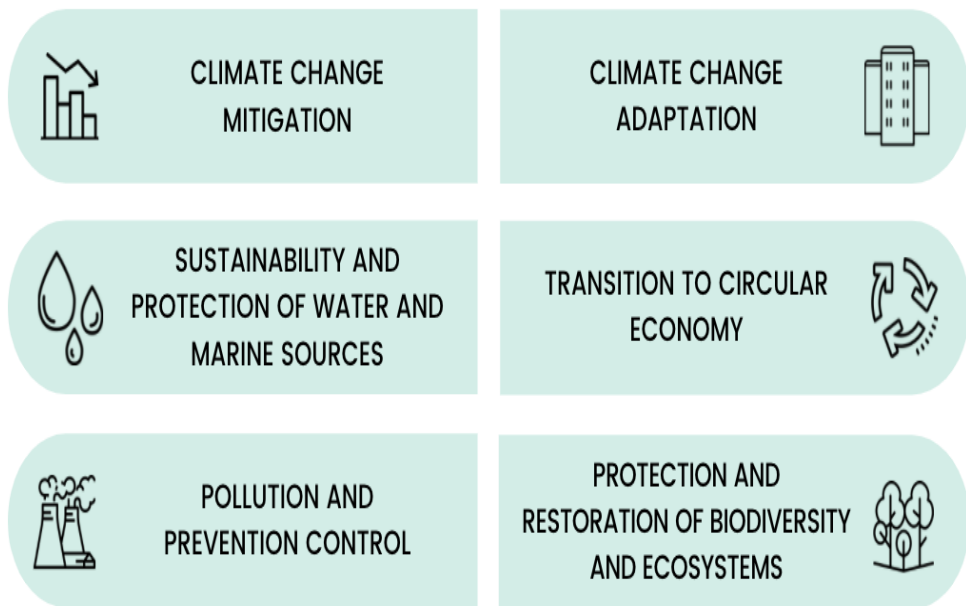 CLIMATE CHANGE
MITIGATION
CLIMATE CHANGE
ADAPTATION
SUSTAINABILITY AND
PROTECTION OF WATER AND
MARINE SOURCES
TRANSITION TO CIRCULAR
ECONOMY
POLLUTION AND
PREVENTION CONTROL
PROTECTION AND
RESTORATION OF BIODIVERSITY
AND ECOSYSTEMS